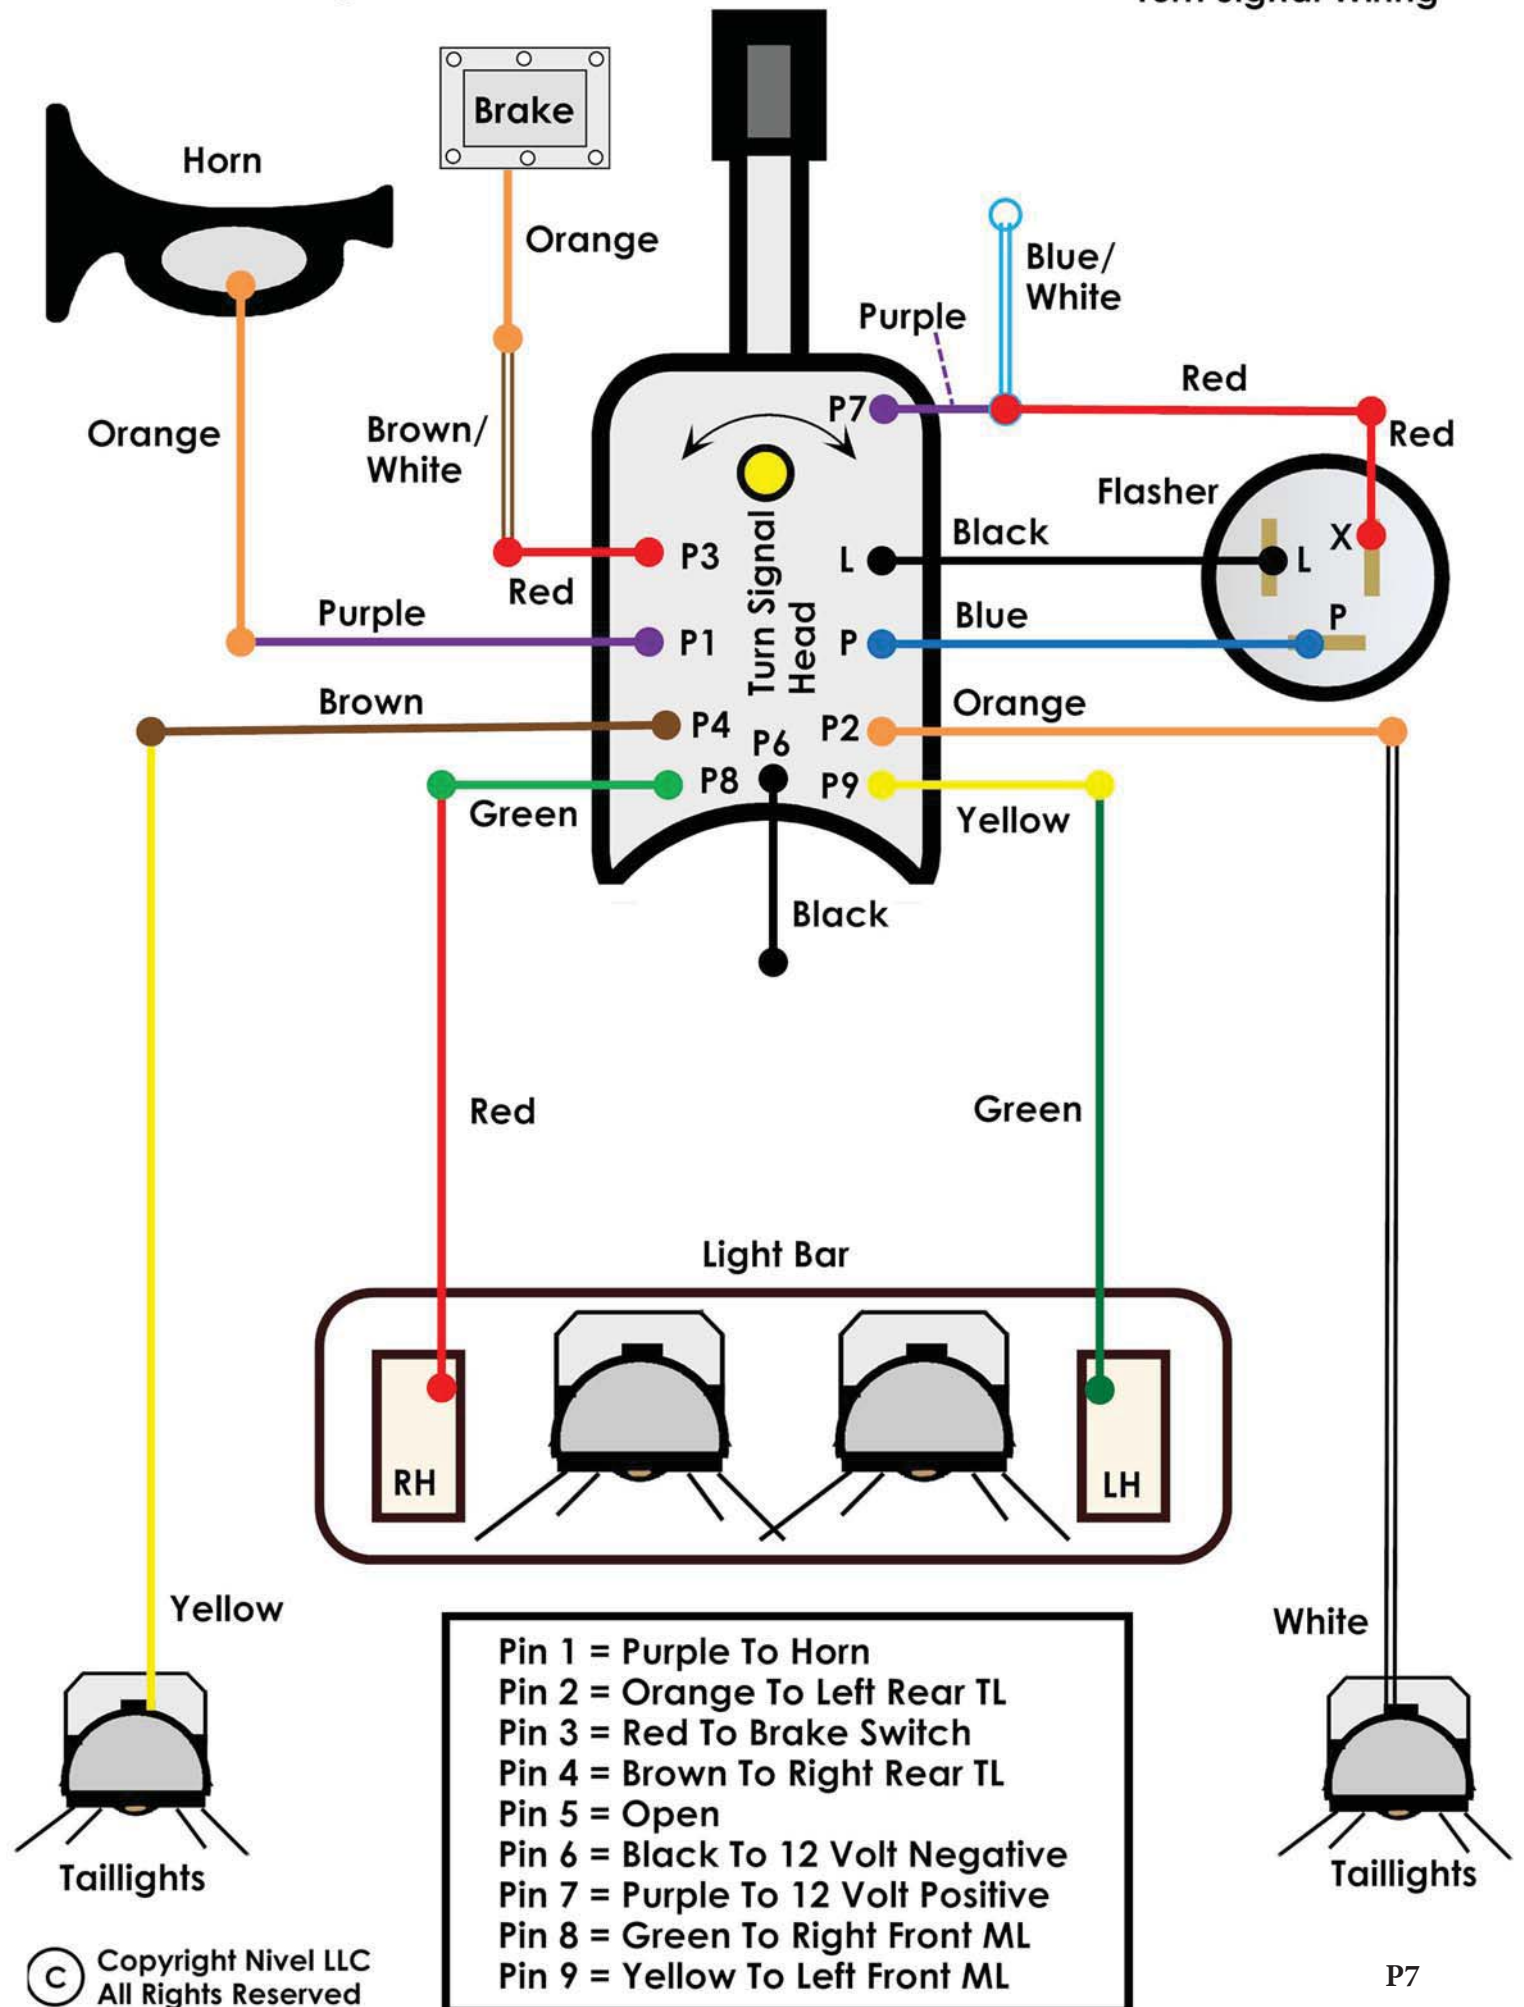 Turn Signal Wiring
Brake
Horn
Orange
Blue/
White
Purple
Red
P7
Orange
Brown/
White
Red
Flasher
Black
X
P3
L
L
Red
Turn Signal
Head
Purple
P1
P
Blue
P
Brown
Orange
P4
P6
P2
P8
P9
Green
Yellow
Black
Red
Green
Light Bar
RH
LH
Yellow
White
Pin 1 = Purple To Horn
Pin 2 = Orange To Left Rear TL
Pin 3 = Red To Brake Switch
Pin 4 = Brown To Right Rear TL
Pin 5 = Open
Pin 6 = Black To 12 Volt Negative
Pin 7 = Purple To 12 Volt Positive
Pin 8 = Green To Right Front ML
Pin 9 = Yellow To Left Front ML
Taillights
Taillights
C Copyright Nivel LLC
All Rights Reserved
P7